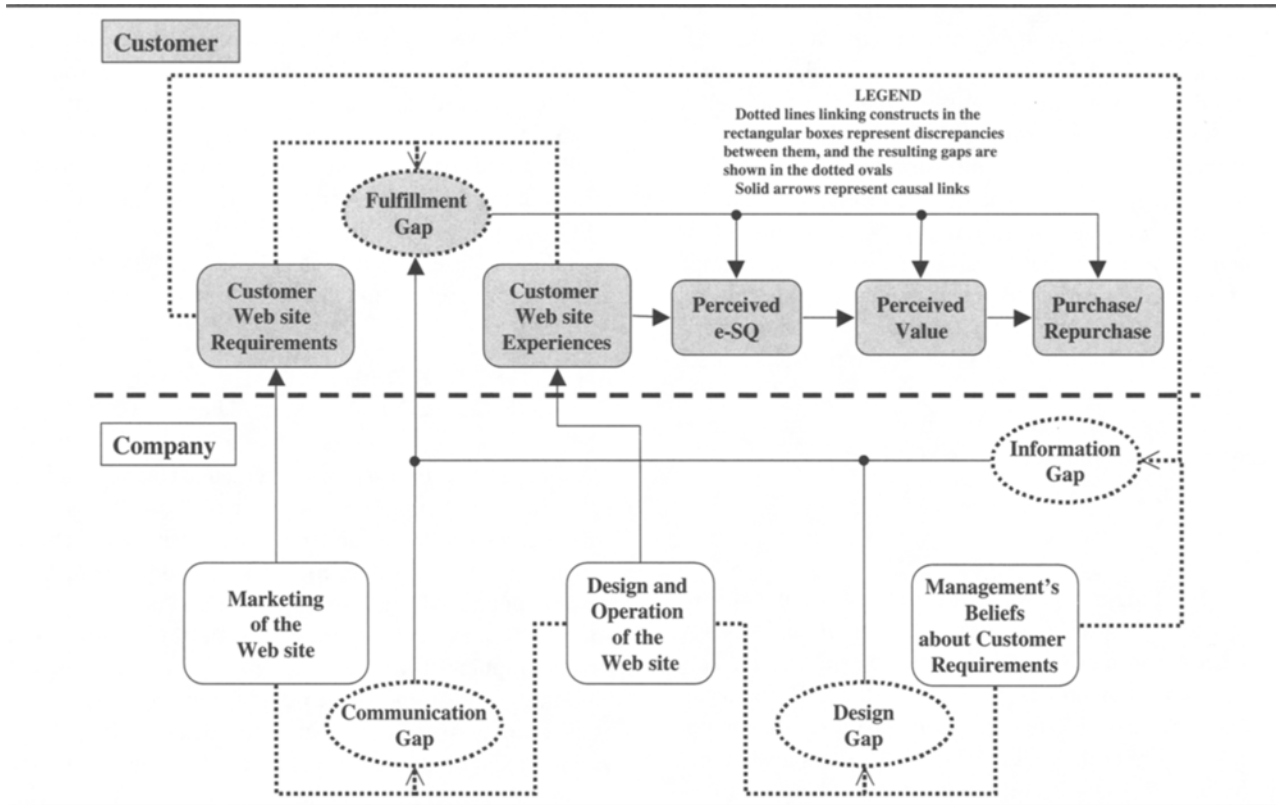 Customer
LEGEND
Dotted lines linking constructs in the
rectangular boxes represent discrepancies
between them, and the resulting gaps are
shown in the dotted ovals
Solid arrows represent causal links
Fulfillment
Gap
Customer
Web site
Requirements
Customer
Web site
Experiences
Perceived
e-SQ
Perceived
Value
Purchase/
Repurchase
Company
Information
Gap
Marketing
of the
Web site
Design and
Operation
of the
Web site
Management's
Beliefs
about Customer
Requirements
Communication
Gap
Design
Gap